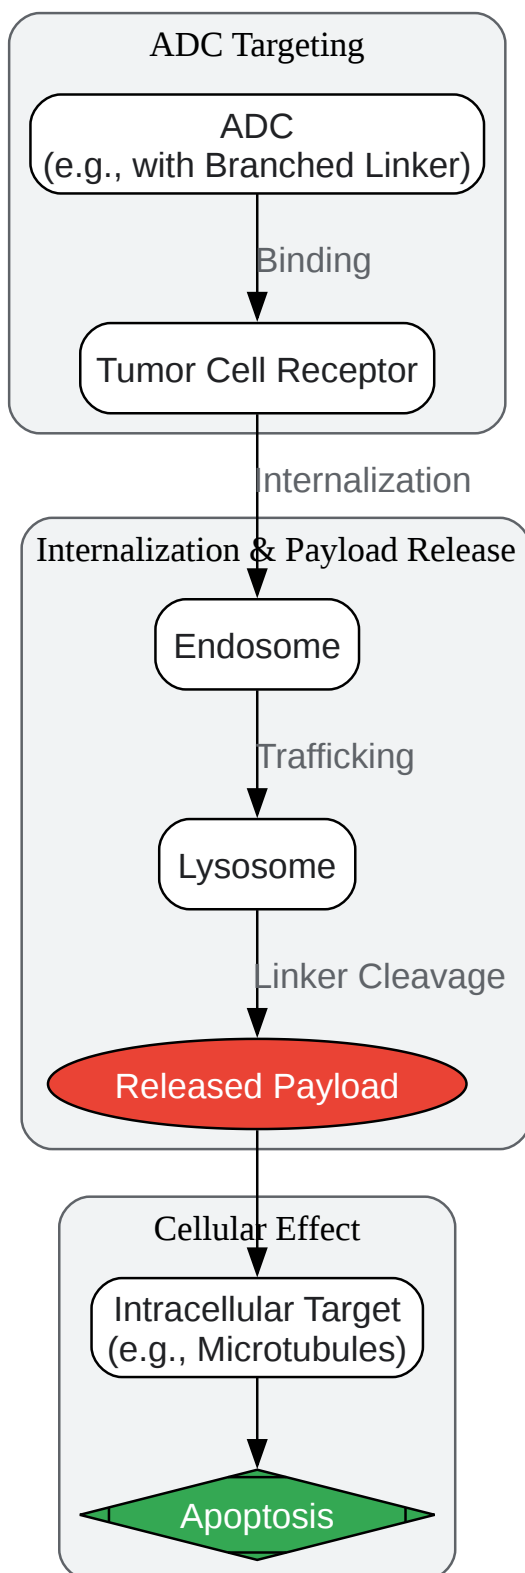 ADC Targeting
ADC
(e.g., with Branched Linker)
Binding
Tumor Cell Receptor
Internalization
Internalization & Payload Release
Endosome
Trafficking
Lysosome
Linker Cleavage
Released Payload
Cellular Effect
Intracellular Target
(e.g., Microtubules)
Apoptosis